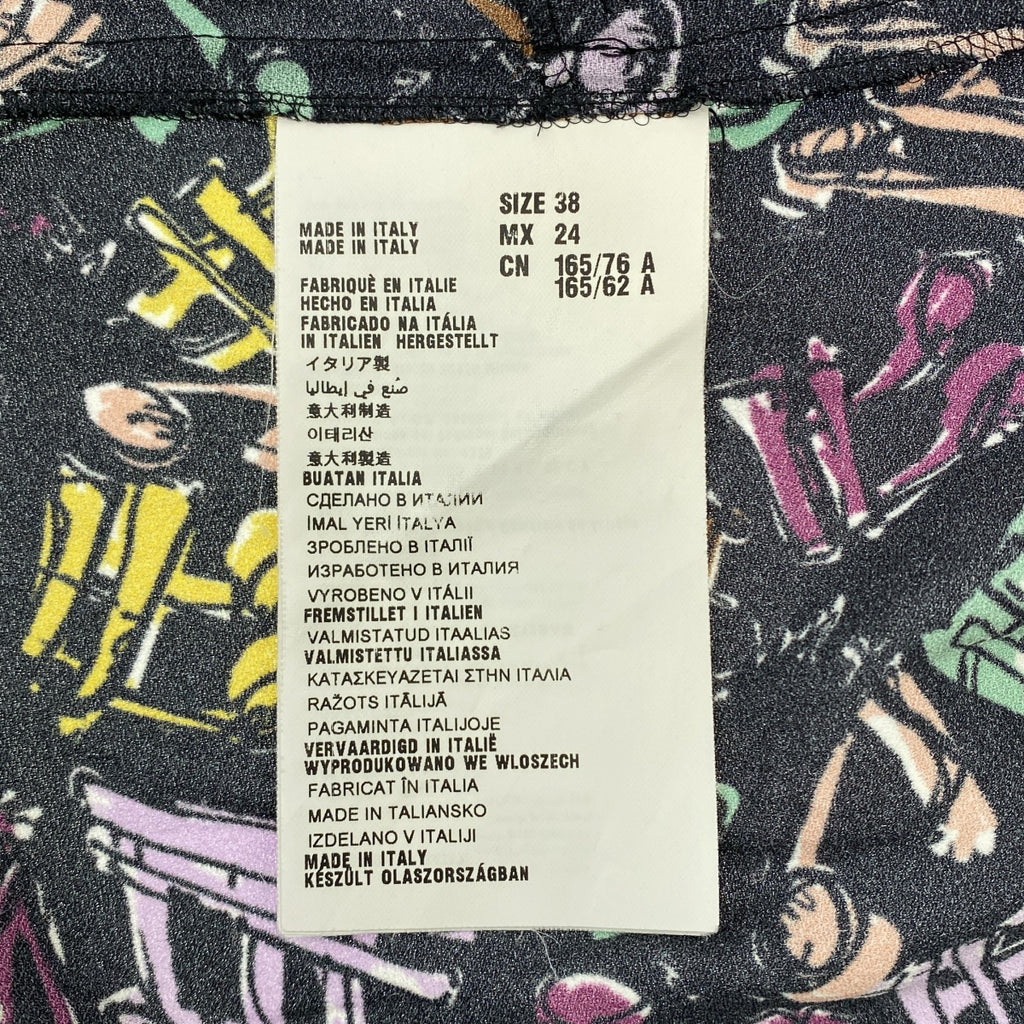 SIZE 38
MX 24
CN 165/76 A
165/62 A
MADE IN ITALY
MADE IN ITALY
FABRIQUÈ EN ITALIE
HECHO EN ITALIA
FABRICADO NA ITÁLIA
IN ITALIEN HERGESTELLT
イタリア製
صُنع في إيطاليا
意大利制造
이태리산
意大利製造
BUATAN ITALIA
СДЕЛАНО В ИТАЛИИ
İMAL YERİ İTALYA
ЗРОБЛЕНО В ІТАЛІЇ
ИЗРАБОТЕНО В ИТАЛИЯ
VYROBENO V ITÁLII
FREMSTILLET I ITALIEN
VALMISTATUD ITAALIAS
VALMISTETTU ITALIASSA
ΚΑΤΑΣΚΕΥΑΖΕΤΑΙ ΣΤΗΝ ΙΤΑΛΙΑ
RAŽOTS ITĀLIJĀ
PAGAMINTA ITALIJOJE
VERVAARDIGD IN ITALIË
WYPRODUKOWANO WE WLOSZECH
FABRICAT ÎN ITALIA
MADE IN TALIANSKO
IZDELANO V ITALIJI
MADE IN ITALY
KÉSZÜLT OLASZORSZÁGBAN